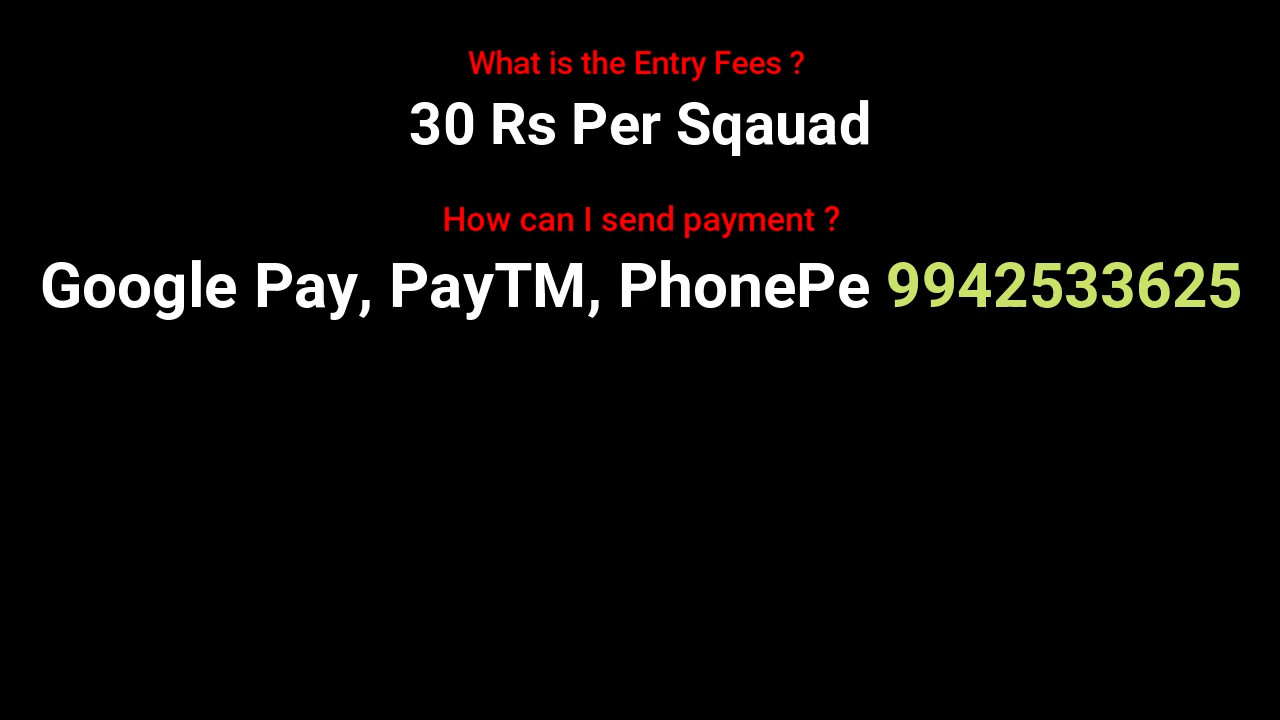 What is the Entry Fees ?
30 Rs Per Sqauad
How can I send payment ?
Google Pay, PayTM, PhonePe 9942533625